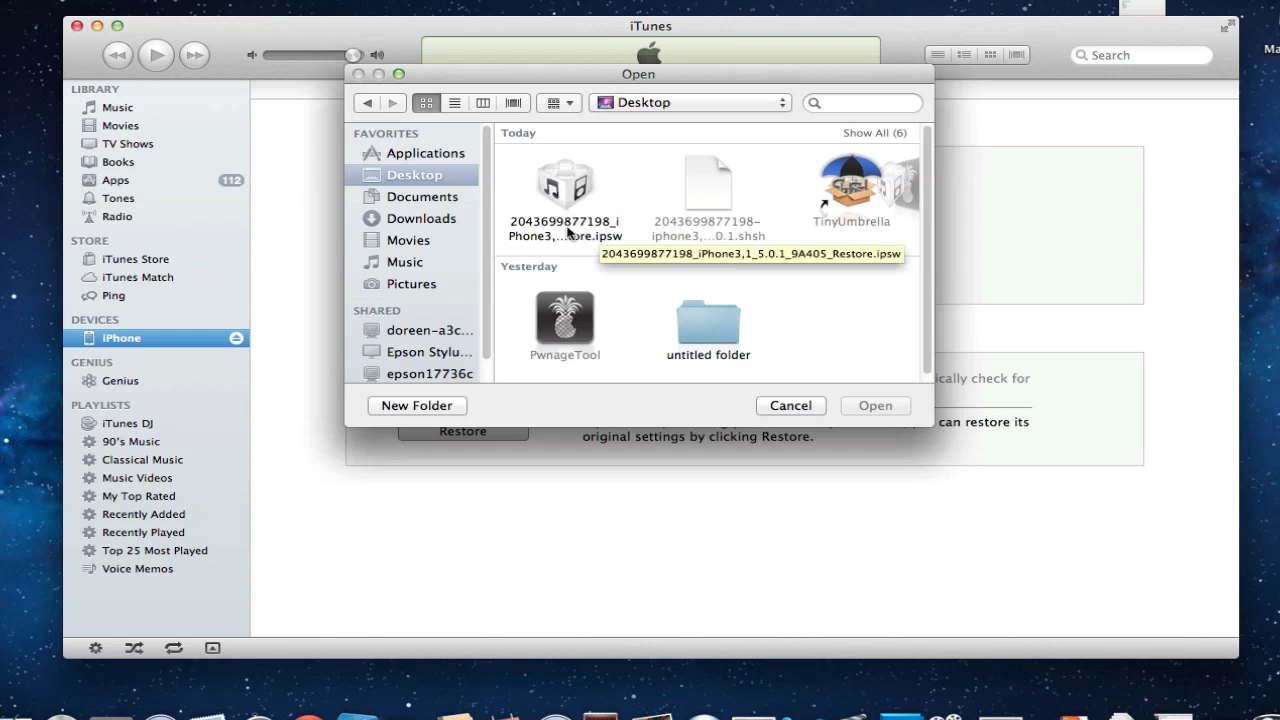 iTunes
Search
Ma
LIBRARY
Music
Movies
TV Shows
Books
Apps
112
Tones
Radio
STORE
iTunes Store
iTunes Match
Ping
DEVICES
iPhone
GENIUS
Genius
PLAYLISTS
iTunes DJ
90's Music
Classical Music
Music Videos
My Top Rated
Recently Added
Recently Played
Top 25 Most Played
Voice Memos
Open
Desktop
FAVORITES
Applications
Desktop
Documents
Downloads
Movies
Music
Pictures
SHARED
doreen-a3c...
Epson Stylu...
epson17736c
Today
Show All (6)
2043699877198_i
Phone3,...ore.ipsw
2043699877198-
iphone3,...0.1.shsh
TinyUmbrella
2043699877198_iPhone3,1_5.0.1_9A405_Restore.ipsw
Yesterday
PwnageTool
untitled folder
New Folder
Cancel
Open
ically check for
can restore its
Restore
original settings by clicking Restore.